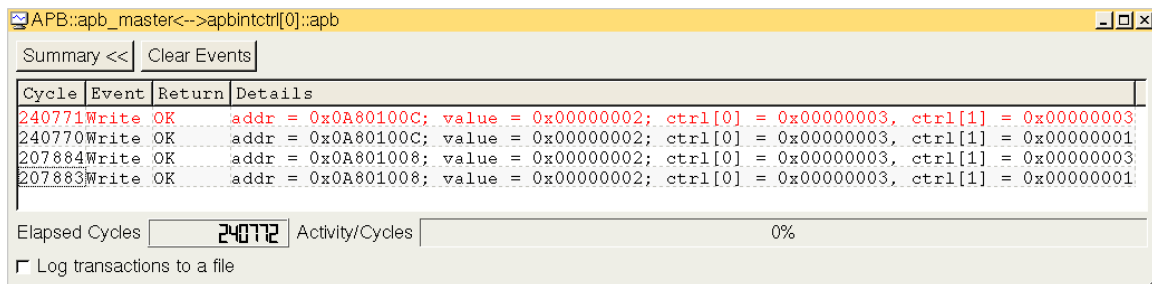 APB::apb_master<-->apbintctrl[0]::apb
Summary << Clear Events
Cycle Event Return Details
240771 Write OK addr = 0x0A80100C; value = 0x00000002; ctrl[0] = 0x00000003, ctrl[1] = 0x00000003
240770 Write OK addr = 0x0A80100C; value = 0x00000002; ctrl[0] = 0x00000003, ctrl[1] = 0x00000001
207884 Write OK addr = 0x0A801008; value = 0x00000002; ctrl[0] = 0x00000003, ctrl[1] = 0x00000003
207883 Write OK addr = 0x0A801008; value = 0x00000002; ctrl[0] = 0x00000003, ctrl[1] = 0x00000001
Elapsed Cycles 240772 Activity/Cycles 0%
Log transactions to a file